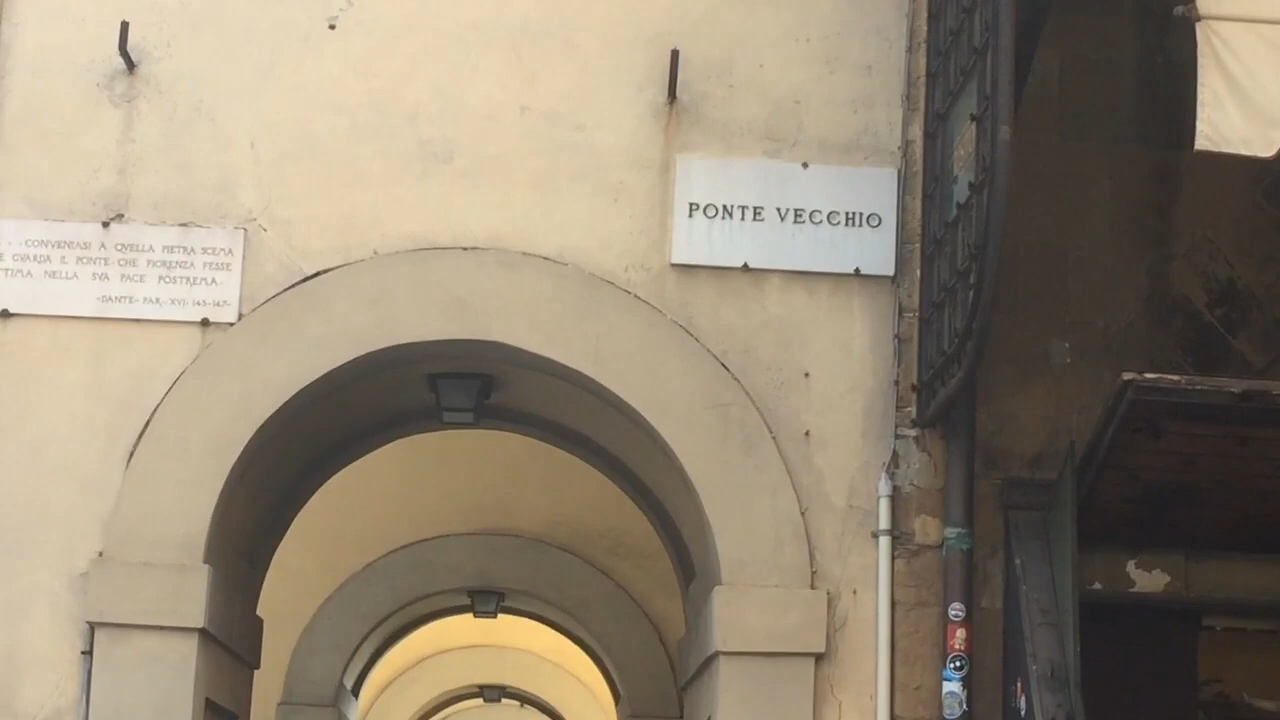 · · · CONVENIASI A QVELLA PIETRA SCEMA
E GVARDA IL PONTE · CHE FIORENZA FESSE
TTIMA NELLA SVA PACE POSTREMA ·
-DANTE- PAR · XVI · 145-147-
PONTE VECCHIO